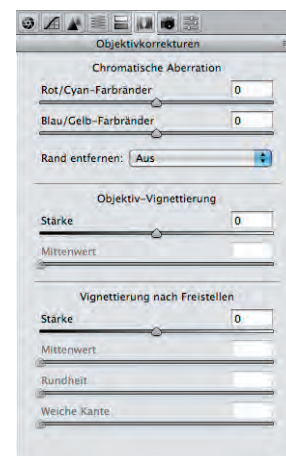 Objektivkorrekturen
Chromatische Aberration
Rot/Cyan-Farbränder 0
Blau/Gelb-Farbränder 0
Rand entfernen: Aus
Objektiv-Vignettierung
Stärke 0
Mittenwert
Vignettierung nach Freistellen
Stärke 0
Mittenwert
Rundheit
Weiche Kante